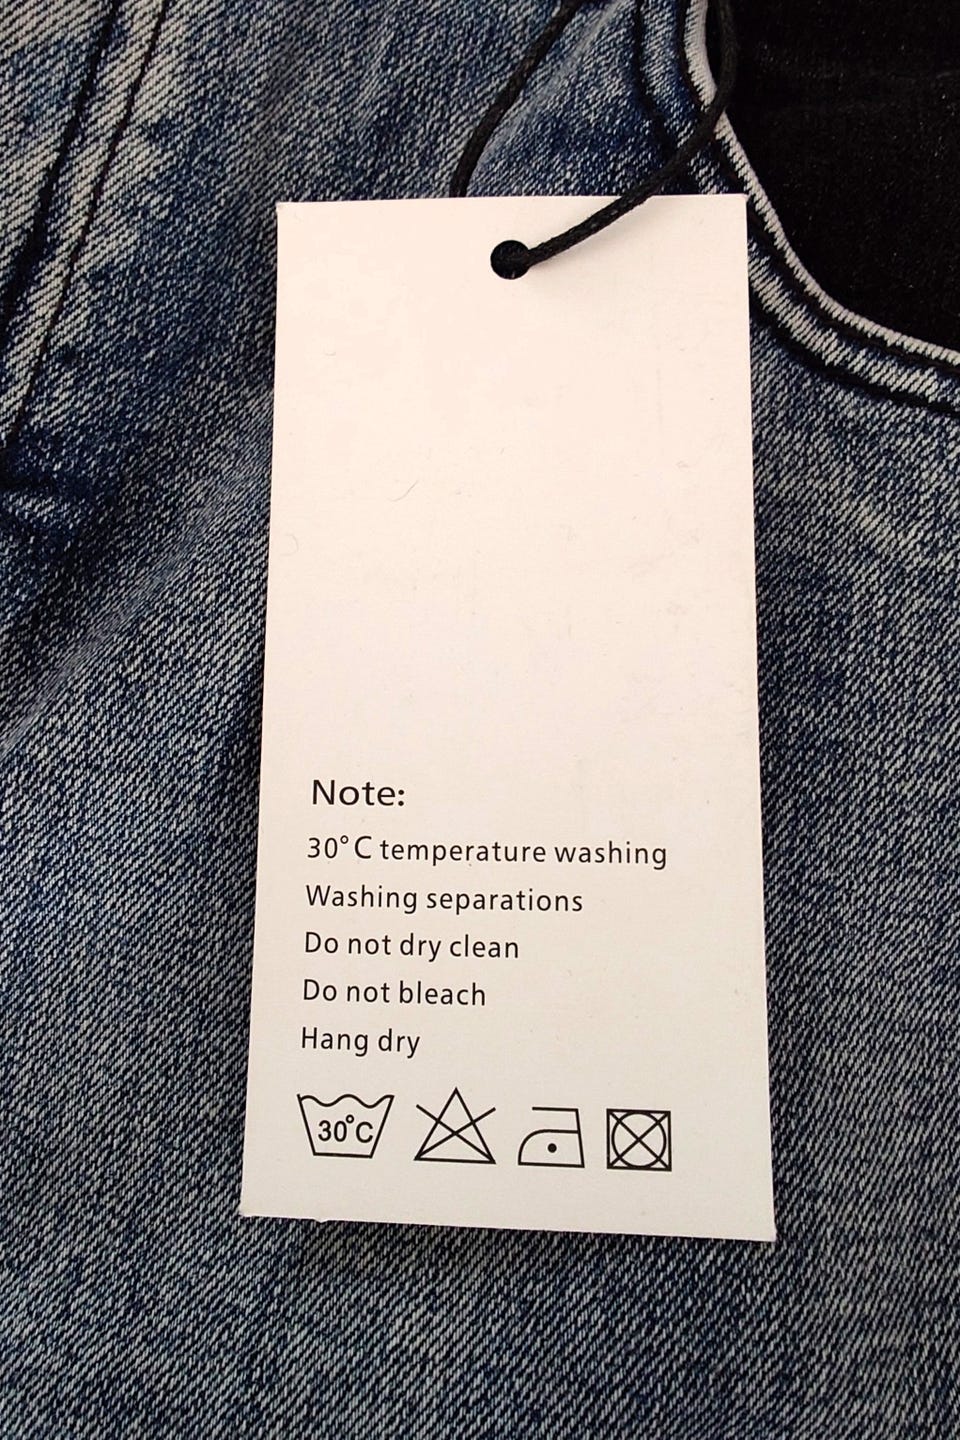 Note:
30°C temperature washing
Washing separations
Do not dry clean
Do not bleach
Hang dry
30°C